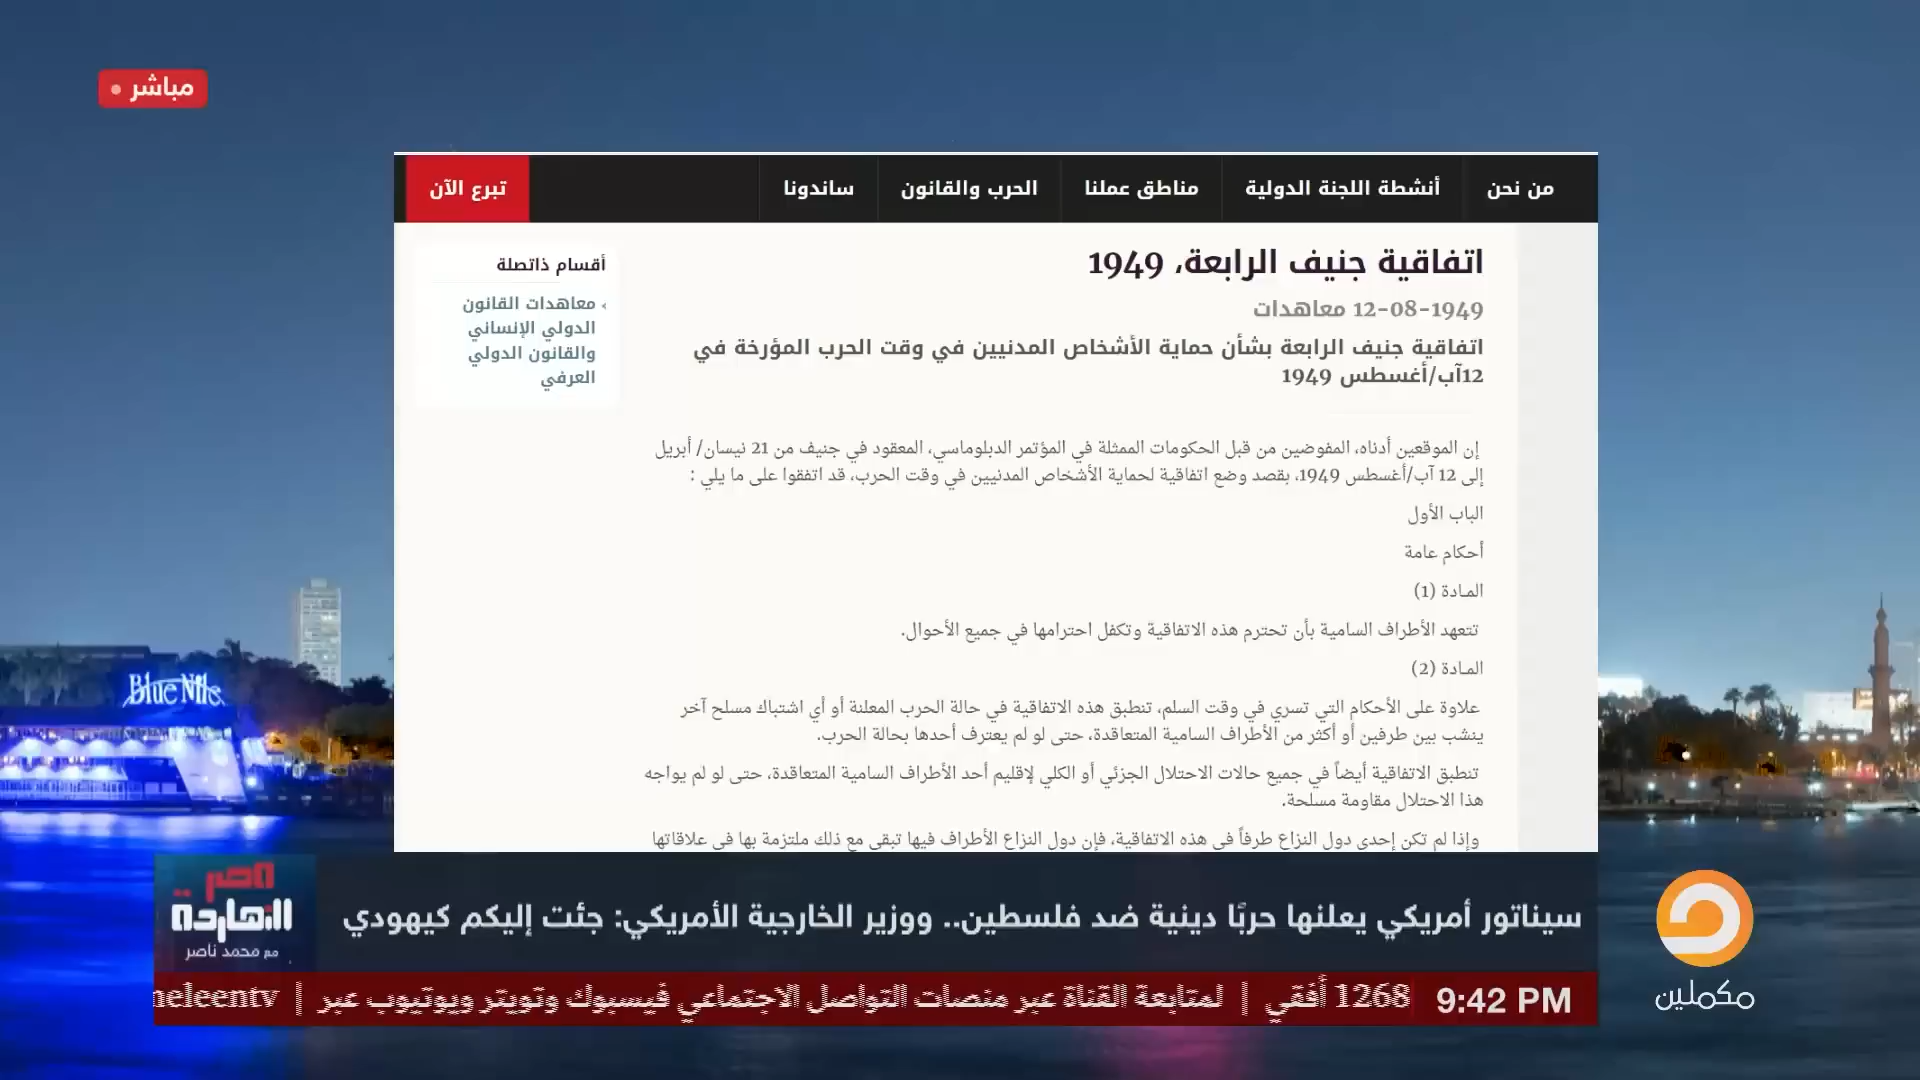 مباشر
من نحن
أنشطة اللجنة الدولية
مناطق عملنا
الحرب والقانون
ساندونا
تبرع الآن
اتفاقية جنيف الرابعة، 1949
12-08-1949 معاهدات
اتفاقية جنيف الرابعة بشأن حماية الأشخاص المدنيين في وقت الحرب المؤرخة في
12آب/أغسطس 1949
إن الموقعين أدناه، المفوضين من قبل الحكومات الممثلة في المؤتمر الدبلوماسي، المعقود في جنيف من 21 نيسان/ أبريل
إلى 12 آب/أغسطس 1949، بقصد وضع اتفاقية لحماية الأشخاص المدنيين في وقت الحرب، قد اتفقوا على ما يلي :
الباب الأول
أحكام عامة
المـادة (1)
تتعهد الأطراف السامية بأن تحترم هذه الاتفاقية وتكفل احترامها في جميع الأحوال.
المـادة (2)
علاوة على الأحكام التي تسري في وقت السلم، تنطبق هذه الاتفاقية في حالة الحرب المعلنة أو أي اشتباك مسلح آخر
ينشب بين طرفين أو أكثر من الأطراف السامية المتعاقدة، حتى لو لم يعترف أحدها بحالة الحرب.
تنطبق الاتفاقية أيضاً في جميع حالات الاحتلال الجزئي أو الكلي لإقليم أحد الأطراف السامية المتعاقدة، حتى لو لم يواجه
هذا الاحتلال مقاومة مسلحة.
وإذا لم تكن إحدى دول النزاع طرفاً في هذه الاتفاقية، فإن دول النزاع الأطراف فيها تبقى مع ذلك ملتزمة بها في علاقاتها
أقسام ذاتصلة
معاهدات القانون
الدولي الإنساني
والقانون الدولي
العرفي
Blue Nile
سيناتور أمريكي يعلنها حربًا دينية ضد فلسطين.. ووزير الخارجية الأمريكي: جئت إليكم كيهودي
مصر
النهاردة
مع محمد ناصر
1268 أفقي | لمتابعة القناة عبر منصات التواصل الاجتماعي فيسبوك وتويتر ويوتيوب عبر | neleentv
9:42 PM
مكملين